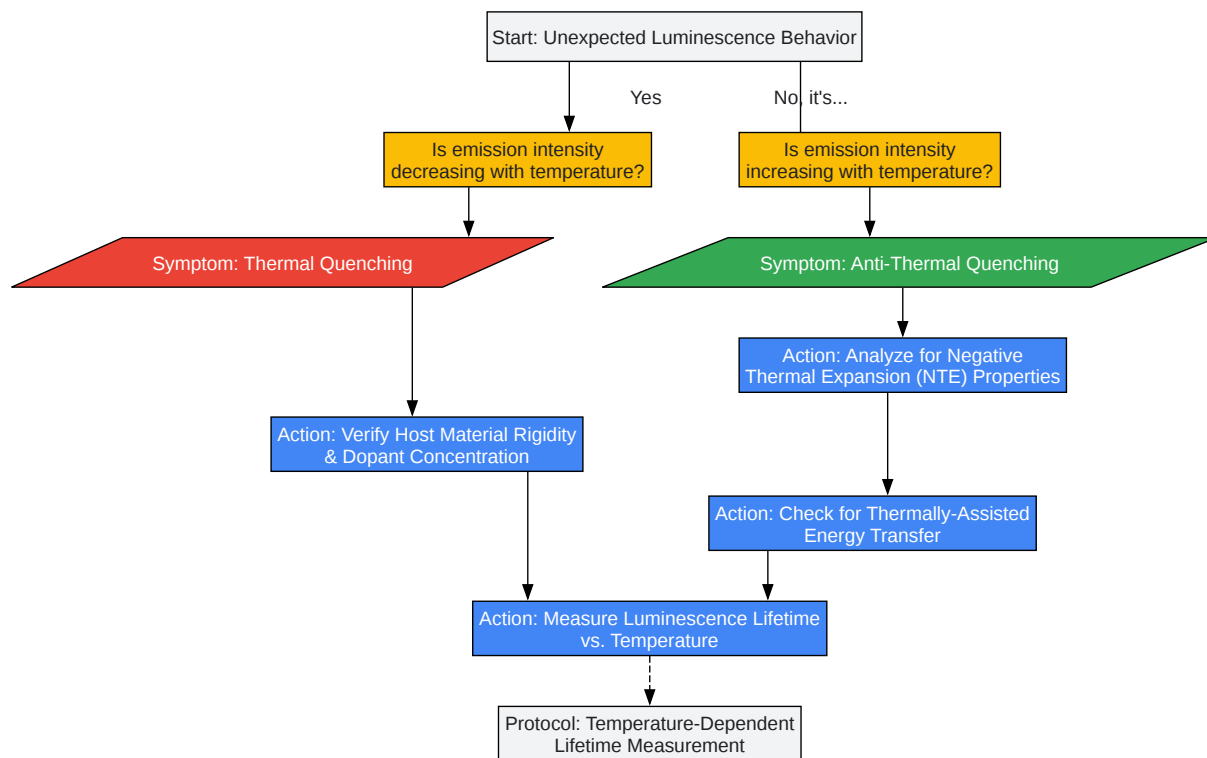 Start: Unexpected Luminescence Behavior
Yes
No, it's...
Is emission intensity
decreasing with temperature?
Is emission intensity
increasing with temperature?
Symptom: Thermal Quenching
Symptom: Anti-Thermal Quenching
Action: Analyze for Negative
Thermal Expansion (NTE) Properties
Action: Verify Host Material Rigidity
& Dopant Concentration
Action: Check for Thermally-Assisted
Energy Transfer
Action: Measure Luminescence Lifetime
vs. Temperature
Protocol: Temperature-Dependent
Lifetime Measurement